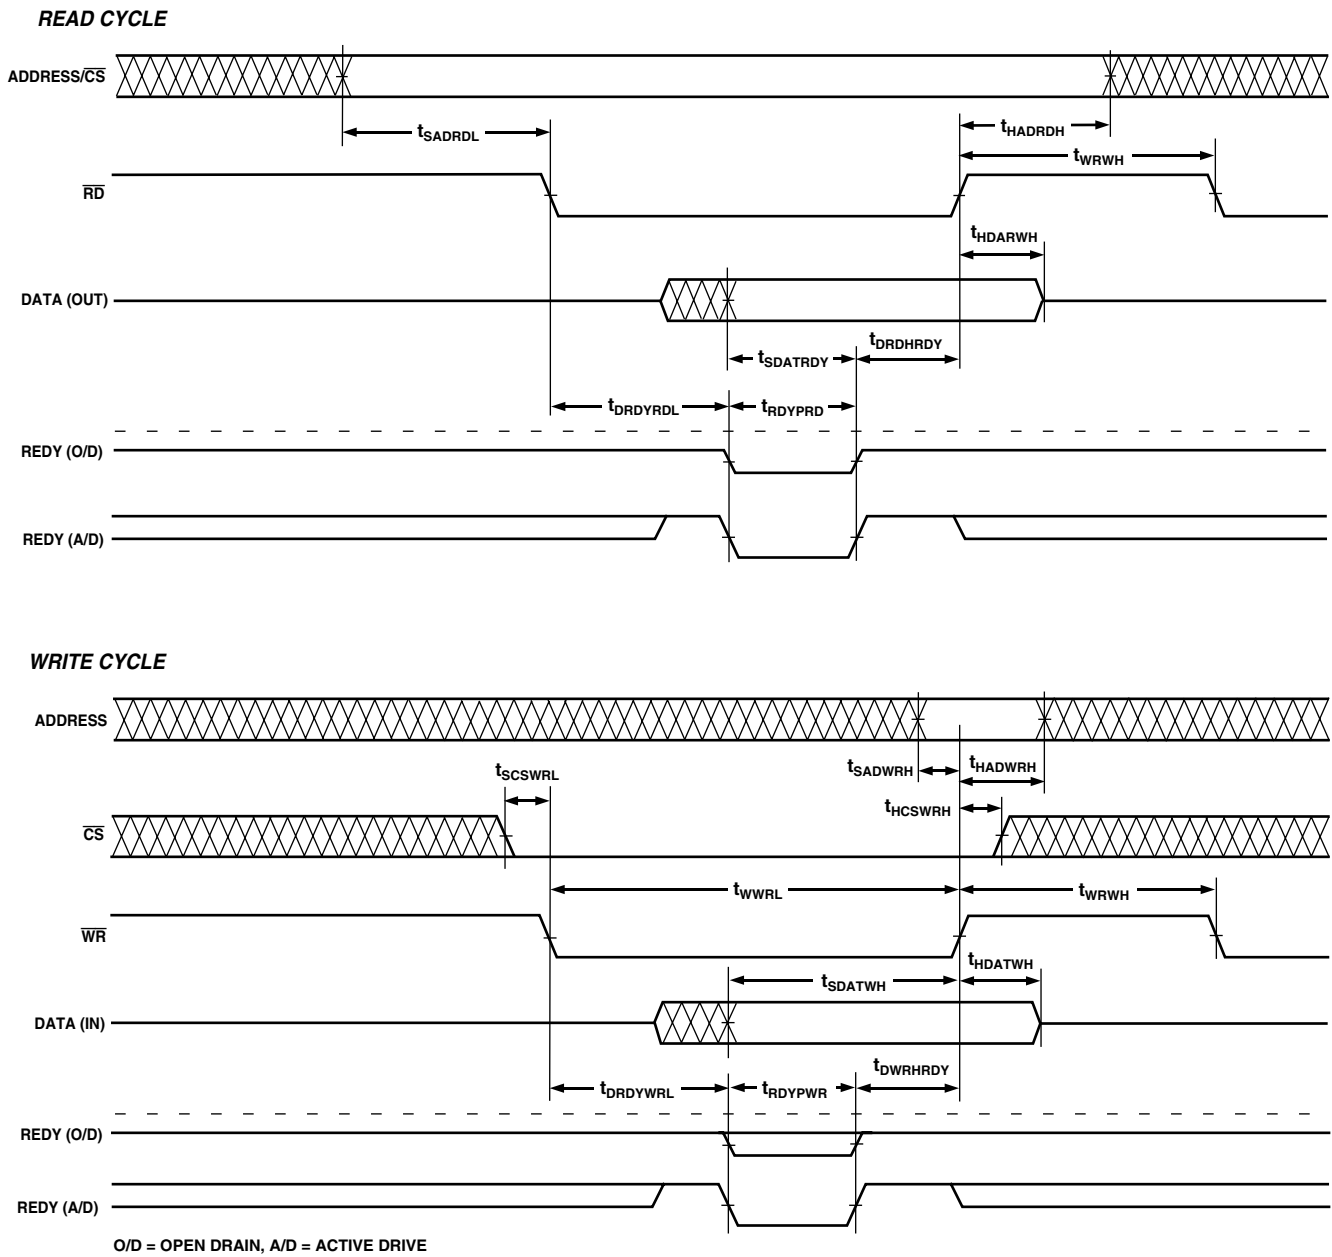 READ CYCLE
ADDRESS/CS
tSADRDL
tHADRDH
tWRWH
RD
tHDARWH
DATA (OUT)
tDRDHRDY
tSDATRDY
tDRDYRDL
tRDYPRD
REDY (O/D)
REDY (A/D)
WRITE CYCLE
ADDRESS
tSCSWRL
tSADWRH
tHADWRH
tHCSWRH
CS
tWWRL
tWRWH
WR
tHDATWH
tSDATWH
DATA (IN)
tDWRHRDY
tDRDYWRL
tRDYPWR
REDY (O/D)
REDY (A/D)
O/D = OPEN DRAIN, A/D = ACTIVE DRIVE